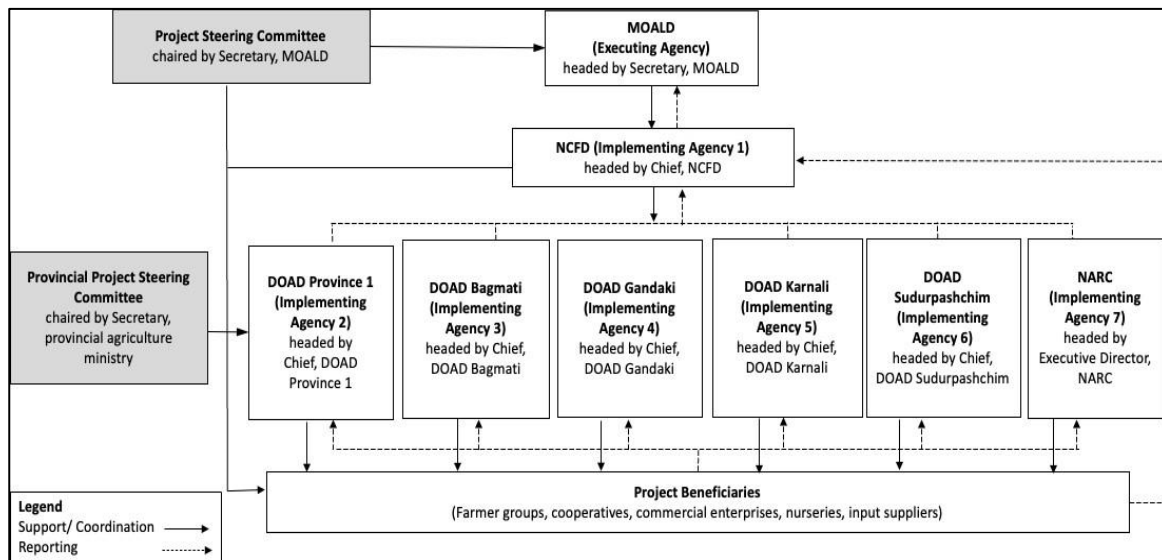 Project Steering Committee
chaired by Secretary, MOALD
MOALD
(Executing Agency)
headed by Secretary, MOALD
NCFD (Implementing Agency 1)
headed by Chief, NCFD
Provincial Project Steering
Committee
chaired by Secretary,
provincial agriculture
ministry
DOAD Province 1
(Implementing
Agency 2)
headed by
Chief, DOAD
Province 1
DOAD Bagmati
(Implementing
Agency 3)
headed by Chief,
DOAD Bagmati
DOAD Gandaki
(Implementing
Agency 4)
headed by Chief,
DOAD Gandaki
DOAD Karnali
(Implementing
Agency 5)
headed by Chief,
DOAD Karnali
DOAD
Sudurpashchim
(Implementing
Agency 6)
headed by Chief,
DOAD Sudurpashchim
NARC
(Implementing
Agency 7)
headed by
Executive Director,
NARC
Project Beneficiaries
(Farmer groups, cooperatives, commercial enterprises, nurseries, input suppliers)
Legend
Support/ Coordination
Reporting